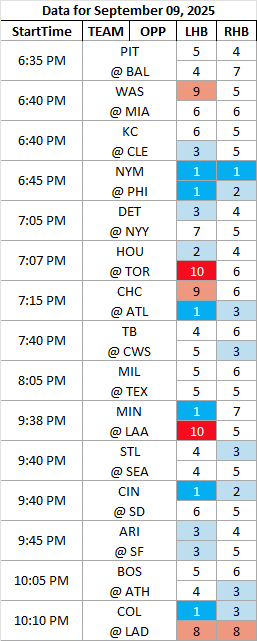 Data for September 09, 2025
StartTime TEAM OPP LHB RHB
6:35 PM PIT 5 4
@ BAL 4 7
6:40 PM WAS 9 5
@ MIA 6 6
6:40 PM KC 6 5
@ CLE 3 5
6:45 PM NYM 1 1
@ PHI 1 2
7:05 PM DET 3 4
@ NYY 7 5
7:07 PM HOU 2 4
@ TOR 10 6
7:15 PM CHC 9 6
@ ATL 1 3
7:40 PM TB 4 6
@ CWS 5 3
8:05 PM MIL 5 6
@ TEX 5 5
9:38 PM MIN 1 7
@ LAA 10 5
9:40 PM STL 4 3
@ SEA 4 5
9:40 PM CIN 1 2
@ SD 6 5
9:45 PM ARI 3 4
@ SF 3 5
10:05 PM BOS 5 6
@ ATH 4 3
10:10 PM COL 1 3
@ LAD 8 8